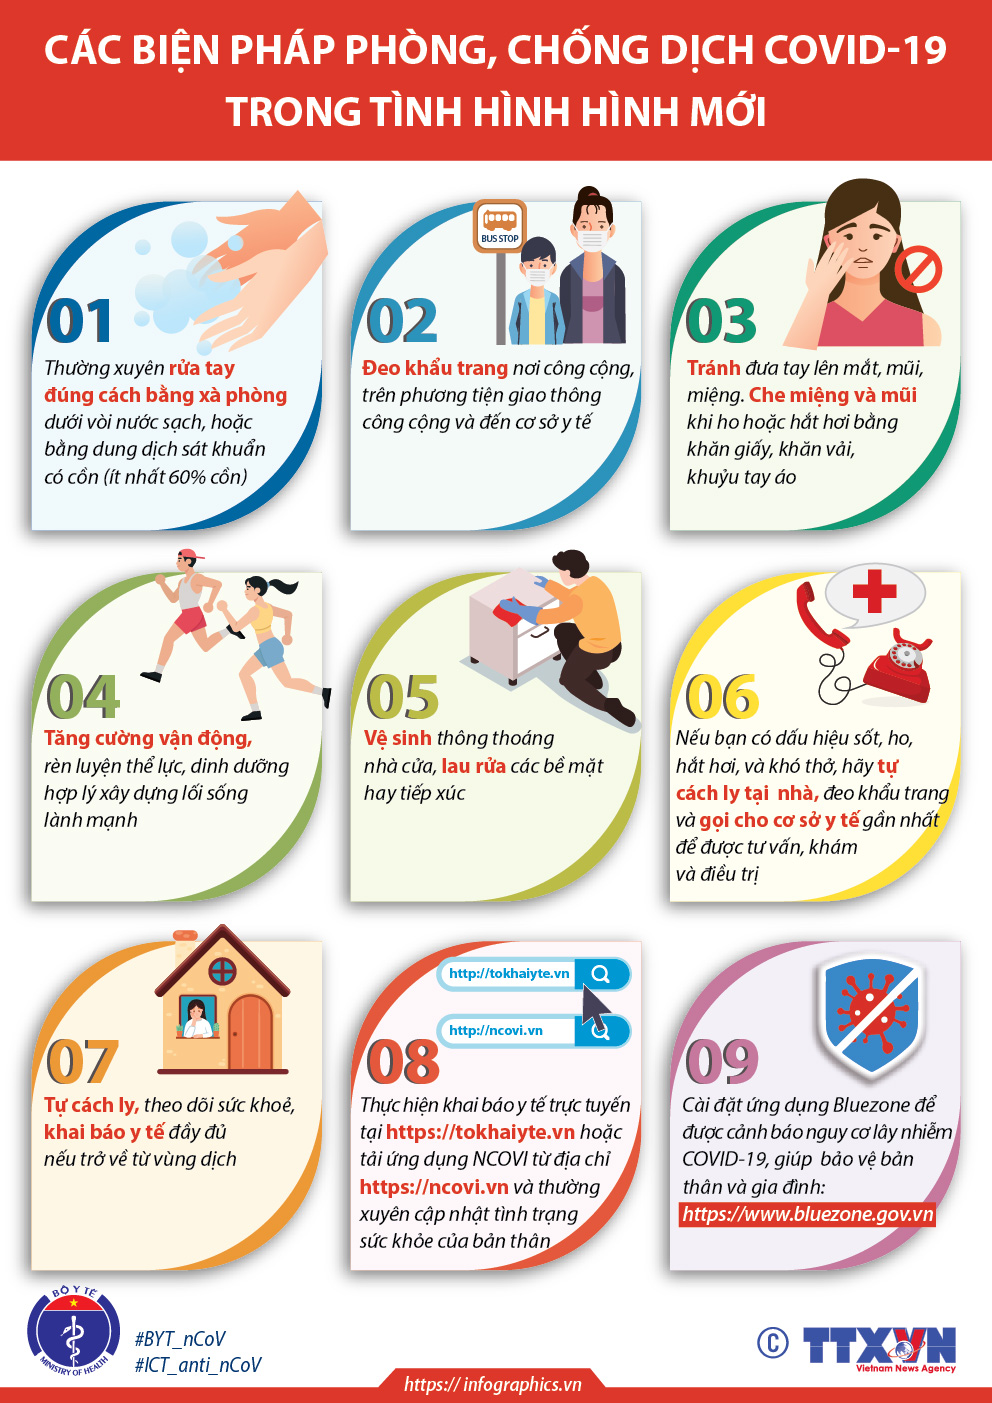 CÁC BIỆN PHÁP PHÒNG, CHỐNG DỊCH COVID-19
TRONG TÌNH HÌNH HÌNH MỚI
01
Thường xuyên rửa tay
đúng cách bằng xà phòng
dưới vòi nước sạch, hoặc
bằng dung dịch sát khuẩn
có cồn (ít nhất 60% cồn)
BUS STOP
02
Đeo khẩu trang nơi công cộng,
trên phương tiện giao thông
công cộng và đến cơ sở y tế
03
Tránh đưa tay lên mắt, mũi,
miệng. Che miệng và mũi
khi ho hoặc hắt hơi bằng
khăn giấy, khăn vải,
khuỷu tay áo
04
Tăng cường vận động,
rèn luyện thể lực, dinh dưỡng
hợp lý xây dựng lối sống
lành mạnh
05
Vệ sinh thông thoáng
nhà cửa, lau rửa các bề mặt
hay tiếp xúc
06
Nếu bạn có dấu hiệu sốt, ho,
hắt hơi, và khó thở, hãy tự
cách ly tại nhà, đeo khẩu trang
và gọi cho cơ sở y tế gần nhất
để được tư vấn, khám
và điều trị
07
Tự cách ly, theo dõi sức khoẻ,
khai báo y tế đầy đủ
nếu trở về từ vùng dịch
http://tokhaiyte.vn
http://ncovi.vn
08
Thực hiện khai báo y tế trực tuyến
tại https://tokhaiyte.vn hoặc
tải ứng dụng NCOVI từ địa chỉ
https://ncovi.vn và thường
xuyên cập nhật tình trạng
sức khỏe của bản thân
09
Cài đặt ứng dụng Bluezone để
được cảnh báo nguy cơ lây nhiễm
COVID-19, giúp bảo vệ bản
thân và gia đình:
https://www.bluezone.gov.vn
BỘ Y TẾ
MINISTRY OF HEALTH
#BYT_nCoV
#ICT_anti_nCoV
© TTXVN
Vietnam News Agency
https:// infographics.vn